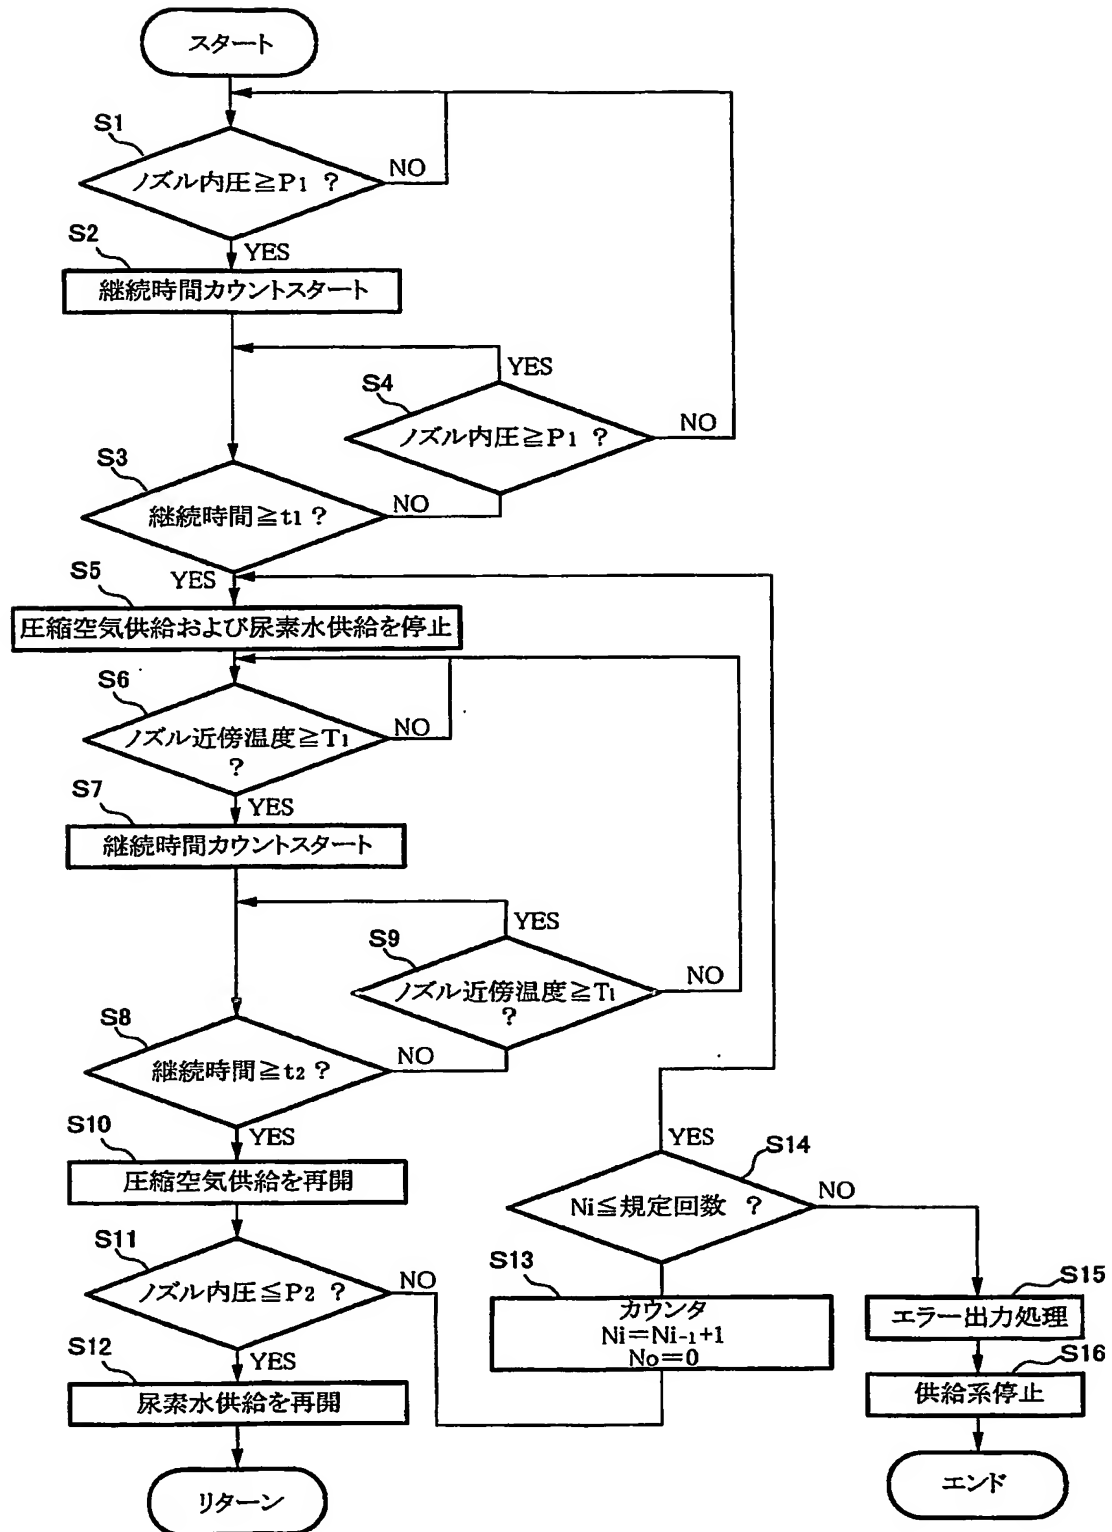 スタート
S1
ノズル内圧≧P1 ?
NO
YES
S2
継続時間カウントスタート
YES
S4
ノズル内圧≧P1 ?
NO
S3
継続時間≧t1 ?
NO
YES
S5
圧縮空気供給および尿素水供給を停止
S6
ノズル近傍温度≧T1
?
NO
YES
S7
継続時間カウントスタート
YES
S9
ノズル近傍温度≧T1
?
NO
S8
継続時間≧t2 ?
NO
YES
S10
圧縮空気供給を再開
S11
ノズル内圧≦P2 ?
NO
YES
S12
尿素水供給を再開
リターン
S13
カウンタ
Ni=Ni-1+1
No=0
YES
S14
Ni≦規定回数 ?
NO
S15
エラー出力処理
S16
供給系停止
エンド